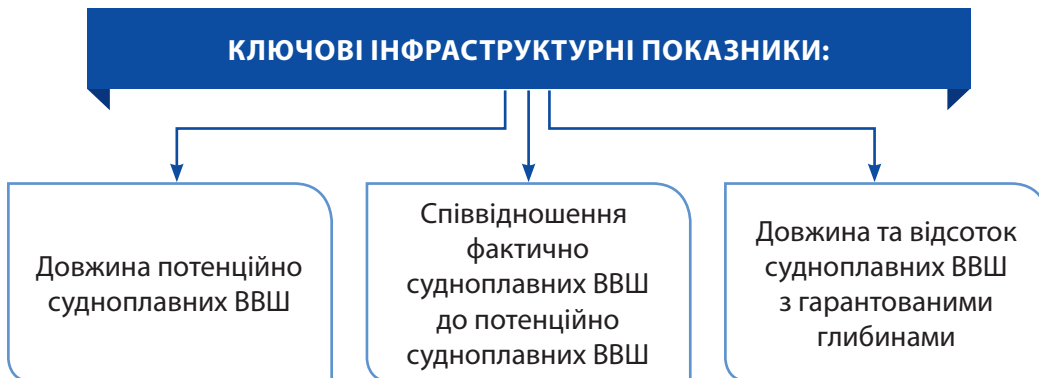 КЛЮЧОВІ ІНФРАСТРУКТУРНІ ПОКАЗНИКИ:
Довжина потенційно
судноплавних ВВШ
Співвідношення
фактично
судноплавних ВВШ
до потенційно
судноплавних ВВШ
Довжина та відсоток
судноплавних ВВШ
з гарантованими
глибинами